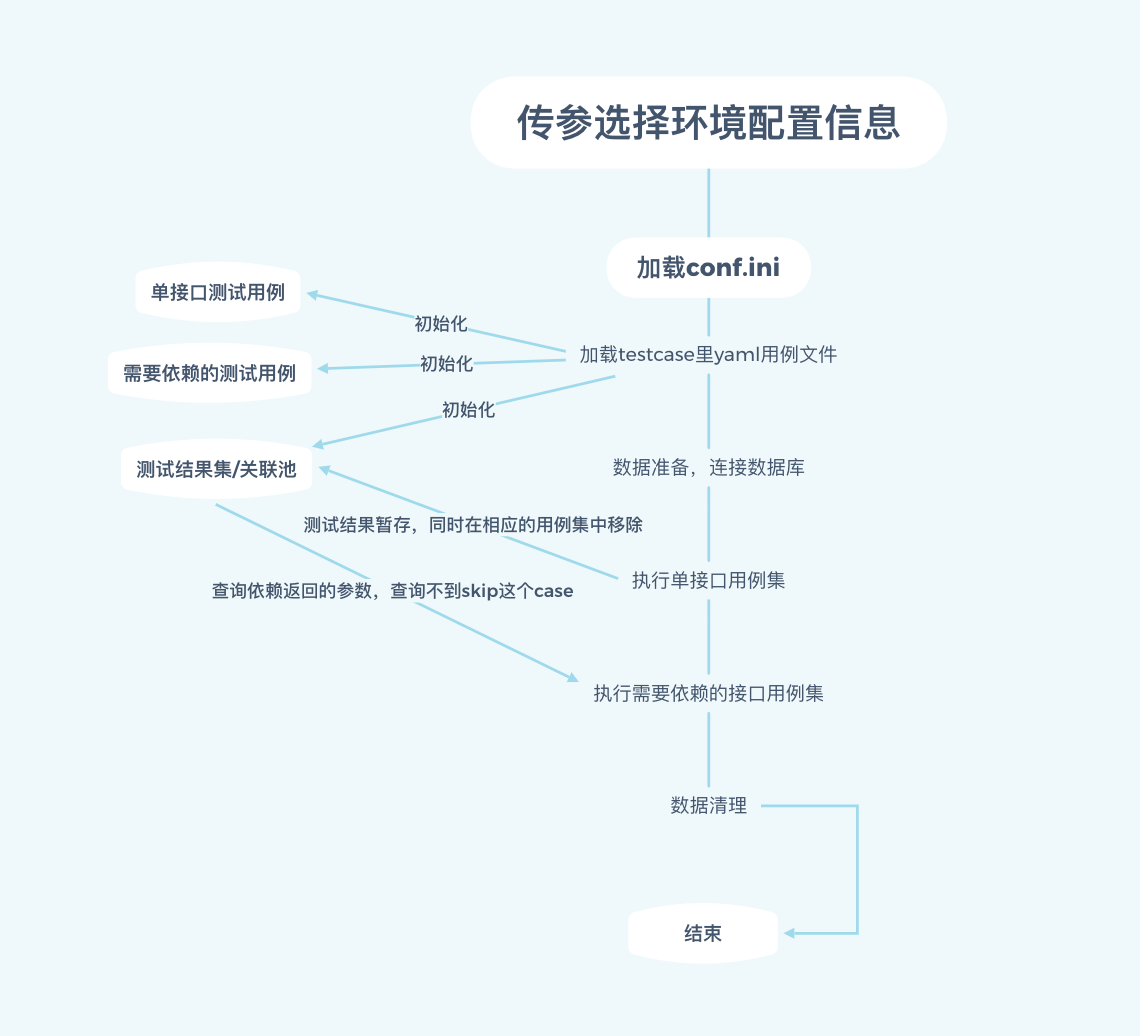 传参选择环境配置信息
加载conf.ini
单接口测试用例
初始化
加载testcase里yaml用例文件
初始化
需要依赖的测试用例
初始化
测试结果集/关联池
数据准备，连接数据库
测试结果暂存，同时在相应的用例集中移除
执行单接口用例集
查询依赖返回的参数，查询不到skip这个case
执行需要依赖的接口用例集
数据清理
结束